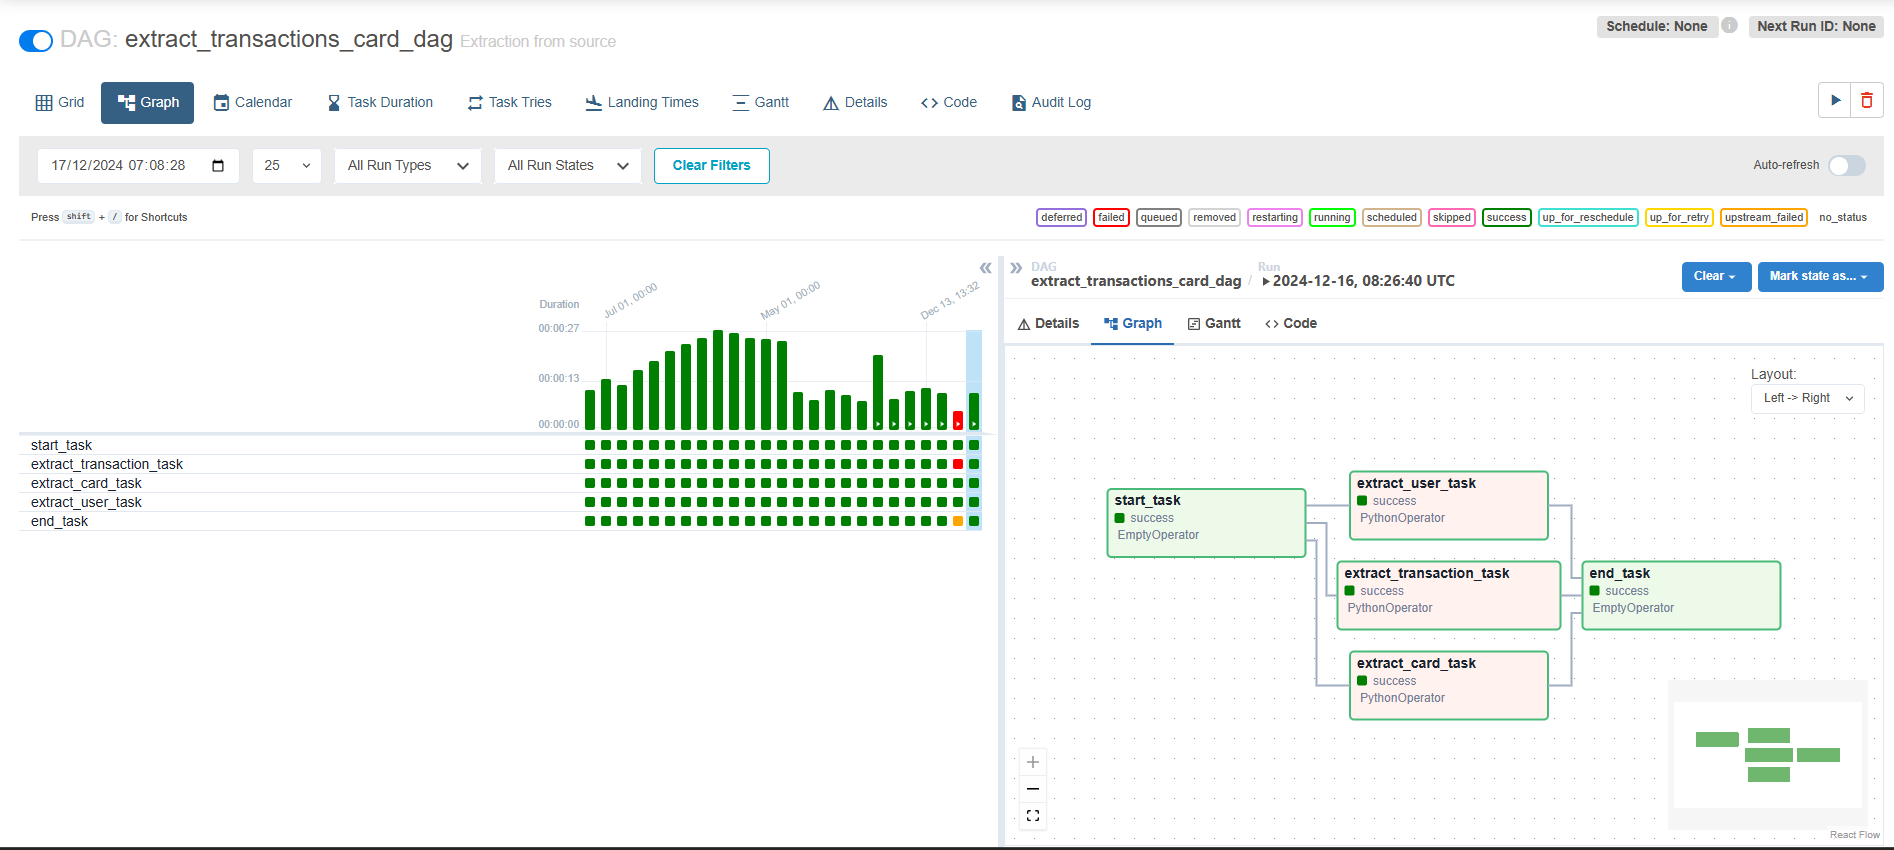 DAG: extract_transactions_card_dag Extraction from source
Schedule: None
Next Run ID: None
Grid
Graph
Calendar
Task Duration
Task Tries
Landing Times
Gantt
Details
Code
Audit Log
17/12/2024 07:08:28
25
All Run Types
All Run States
Clear Filters
Auto-refresh
Press shift + / for Shortcuts
deferred
failed
queued
removed
restarting
running
scheduled
skipped
success
up_for_reschedule
up_for_retry
upstream_failed
no_status
Duration
Jul 01, 00:00
May 01, 00:00
Dec 13, 13:32
00:00:27
00:00:13
00:00:00
start_task
extract_transaction_task
extract_card_task
extract_user_task
end_task
DAG
extract_transactions_card_dag
/
Run
2024-12-16, 08:26:40 UTC
Clear
Mark state as...
Details
Graph
Gantt
Code
Layout:
Left -> Right
start_task
success
EmptyOperator
extract_user_task
success
PythonOperator
extract_transaction_task
success
PythonOperator
end_task
success
EmptyOperator
extract_card_task
success
PythonOperator
React Flow